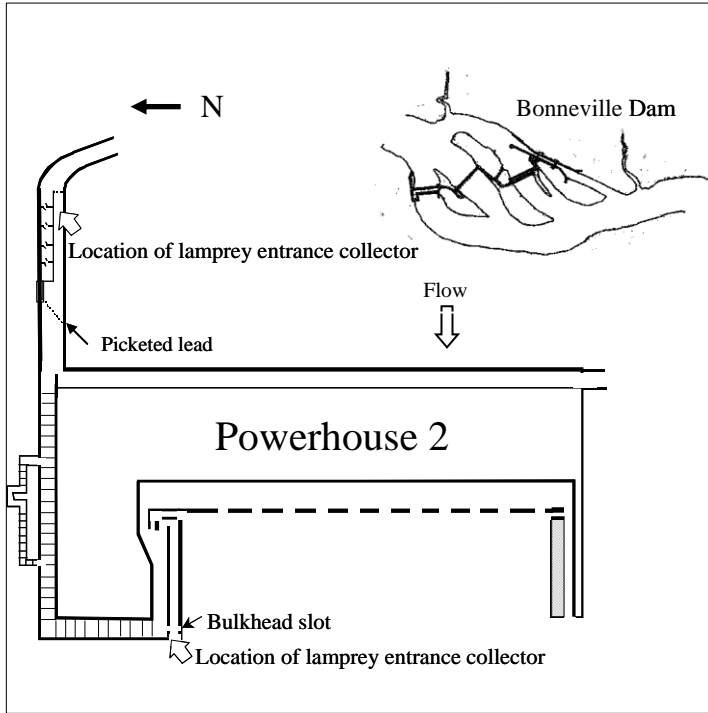 N
Bonneville Dam
Location of lamprey entrance collector
Flow
Picketed lead
Powerhouse 2
Bulkhead slot
Location of lamprey entrance collector